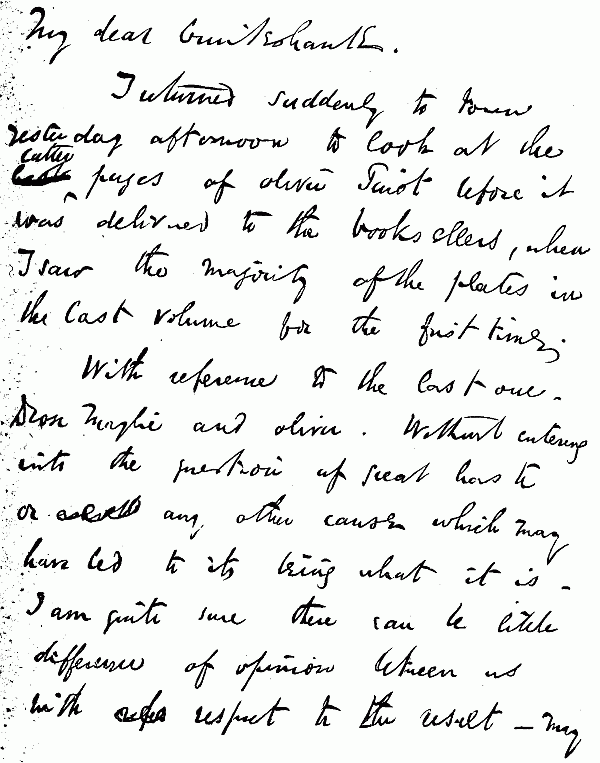 My dear Cruikshank.
I returned suddenly to town
yesterday afternoon to look at the
latter
pages of Oliver Twist before it
was delivered to the booksellers, when
I saw the majority of the plates in
the last volume for the first time.
With reference to the last one –
Rose Maylie and Oliver. Without entering
into the question of great haste
or any other cause which may
have led to its being what it is –
I am quite sure there can be little
difference of opinion between us
with respect to the result – may